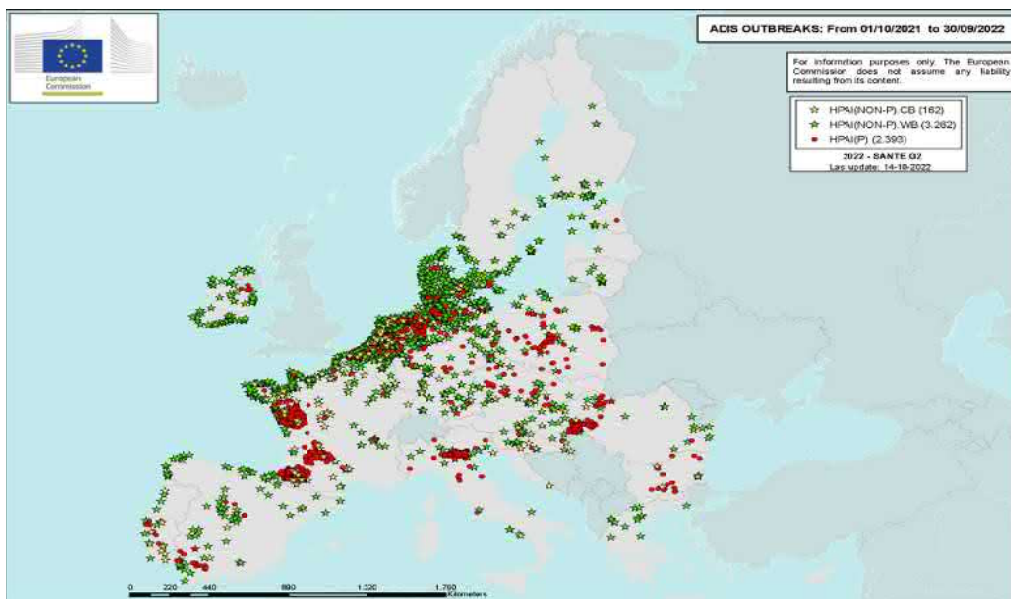 European
Commission
ADIS OUTBREAKS: From 01/10/2021 to 30/09/2022
For information purposes only. The European
Commission does not assume any liability
resulting from its content.
HPAI(NON-P).CB (162)
HPAI(NON-P).WB (3.262)
HPAI(P) (2.393)
2022 - SANTE G2
Las update: 14-10-2022
0 220 440 880 1.320 1.760
Kilometers